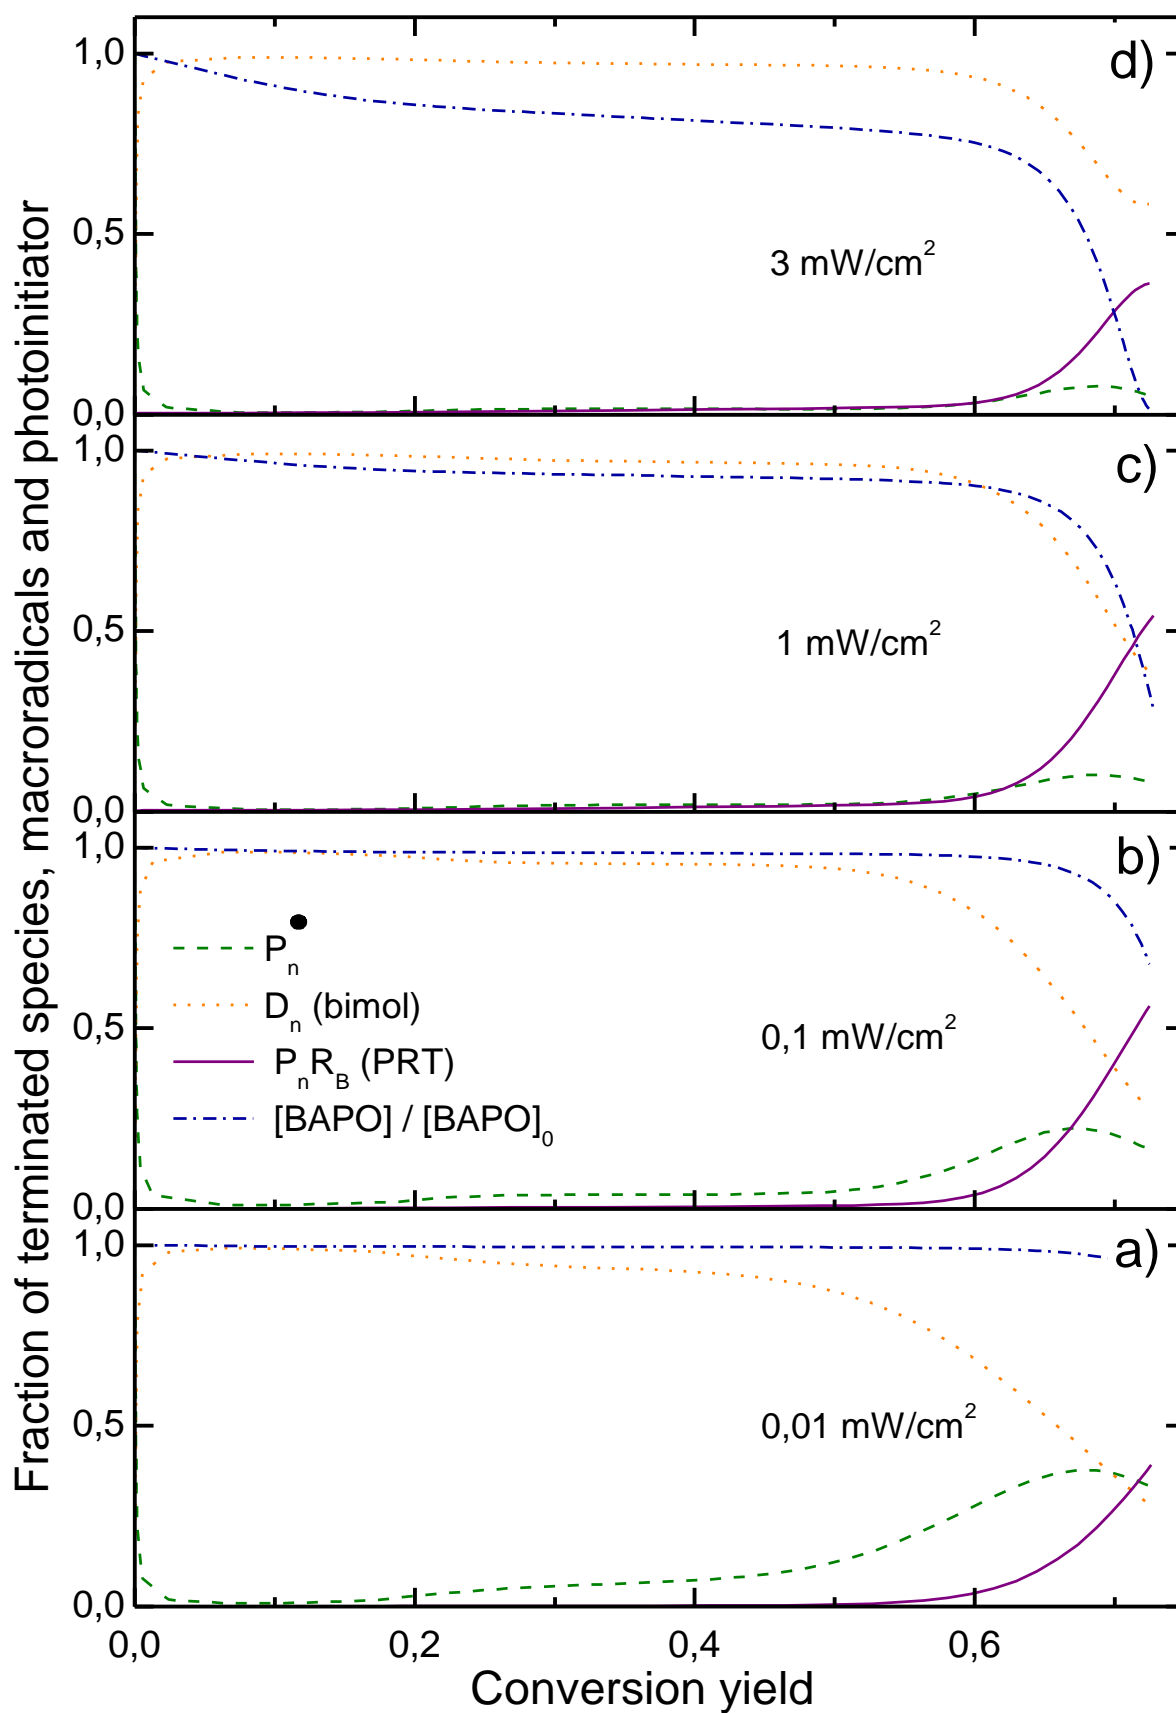 Fraction of terminated species, macroradicals and photoinitiator
1,0
d)
0,5
3 mW/cm²
0,0
1,0
c)
0,5
1 mW/cm²
0,0
1,0
b)
Pₙ●
Dₙ (bimol)
0,5
0,1 mW/cm²
PₙR_B (PRT)
[BAPO] / [BAPO]₀
0,0
1,0
a)
0,5
0,01 mW/cm²
0,0
0,0 0,2 0,4 0,6
Conversion yield